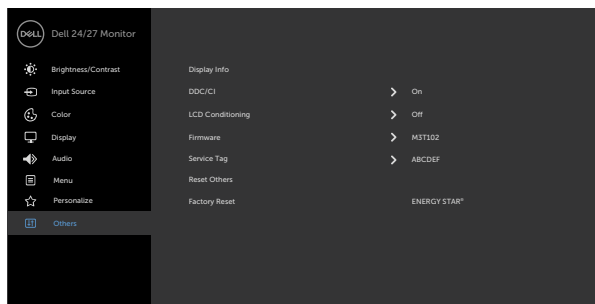 DELL Dell 24/27 Monitor
Brightness/Contrast Display Info
Input Source DDC/CI On
Color LCD Conditioning Off
Display Firmware M3T102
Audio Service Tag ABCDEF
Menu Reset Others
Personalize Factory Reset ENERGY STAR®
Others